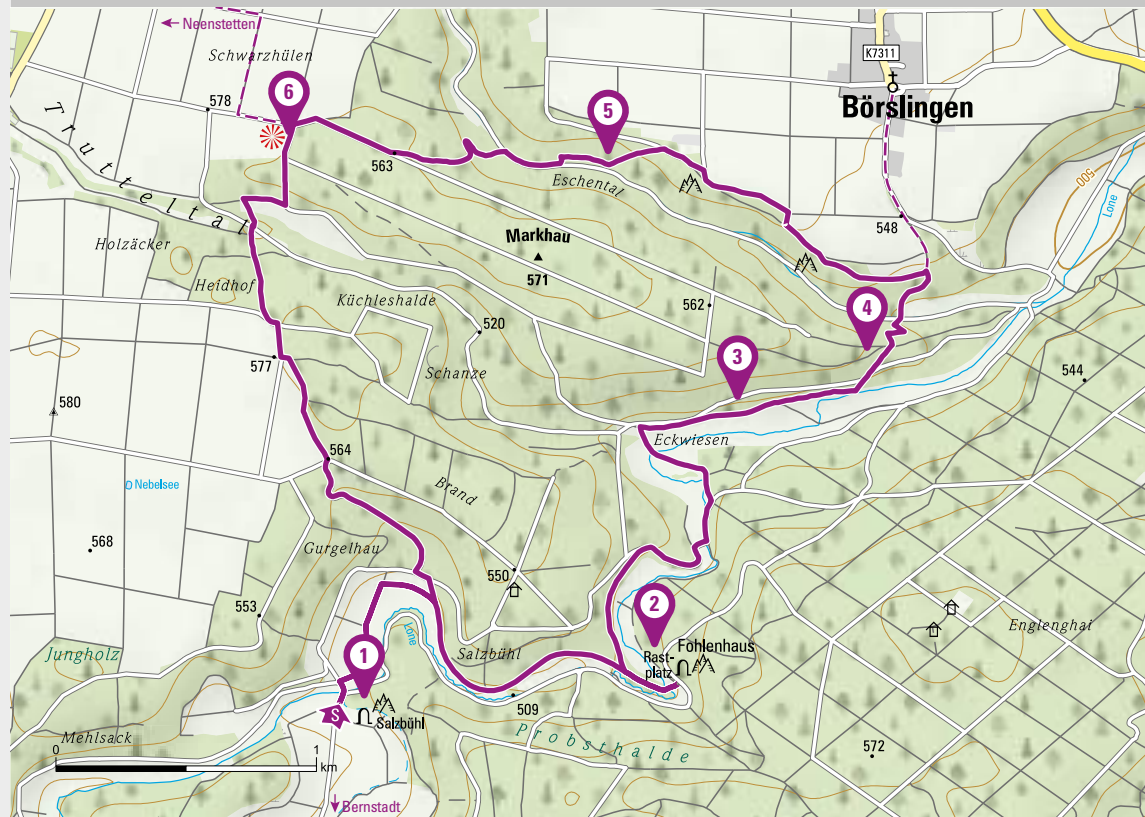 ← Neenstetten
Schwarzhülen
K7311
Börslingen
6
578
5
Trutteltal
563
Eschental
500
Lone
548
Holzäcker
Markhau
571
Heidhof
Küchleshalde
562
4
520
3
577
Schanze
544
580
Eckwiesen
564
Nebelsee
Brand
568
Gurgelhau
550
2
553
Englenghai
Lone
Jungholz
Salzbühl
Fohlenhaus
Rast-
platz
1
509
S
Salzbühl
Mehlsack
Probsthalde
572
0 1
km
↓ Bernstadt